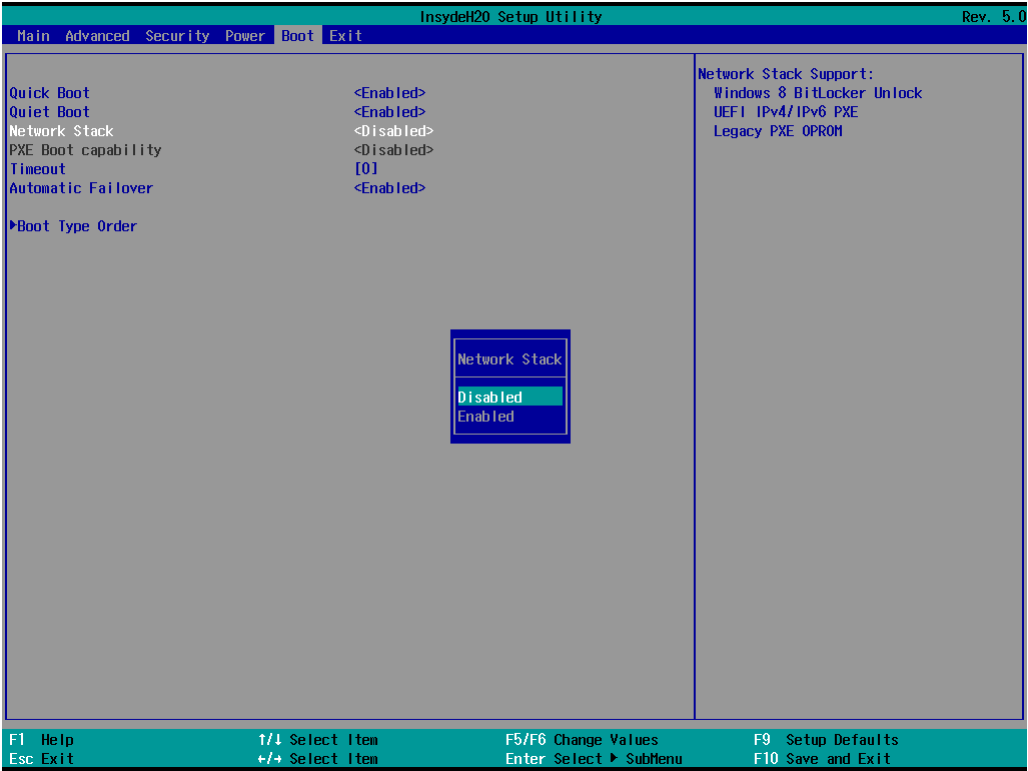 InsydeH2O Setup Utility Rev. 5.0
Main Advanced Security Power Boot Exit
Quick Boot <Enabled>
Quiet Boot <Enabled>
Network Stack <Disabled>
PXE Boot capability <Disabled>
Timeout [0]
Automatic Failover <Enabled>
▶Boot Type Order
Network Stack Support:
Windows 8 BitLocker Unlock
UEFI IPv4/IPv6 PXE
Legacy PXE OPROM
Network Stack
Disabled
Enabled
F1 Help ↑/↓ Select Item F5/F6 Change Values F9 Setup Defaults
Esc Exit ←/→ Select Item Enter Select ▶ SubMenu F10 Save and Exit